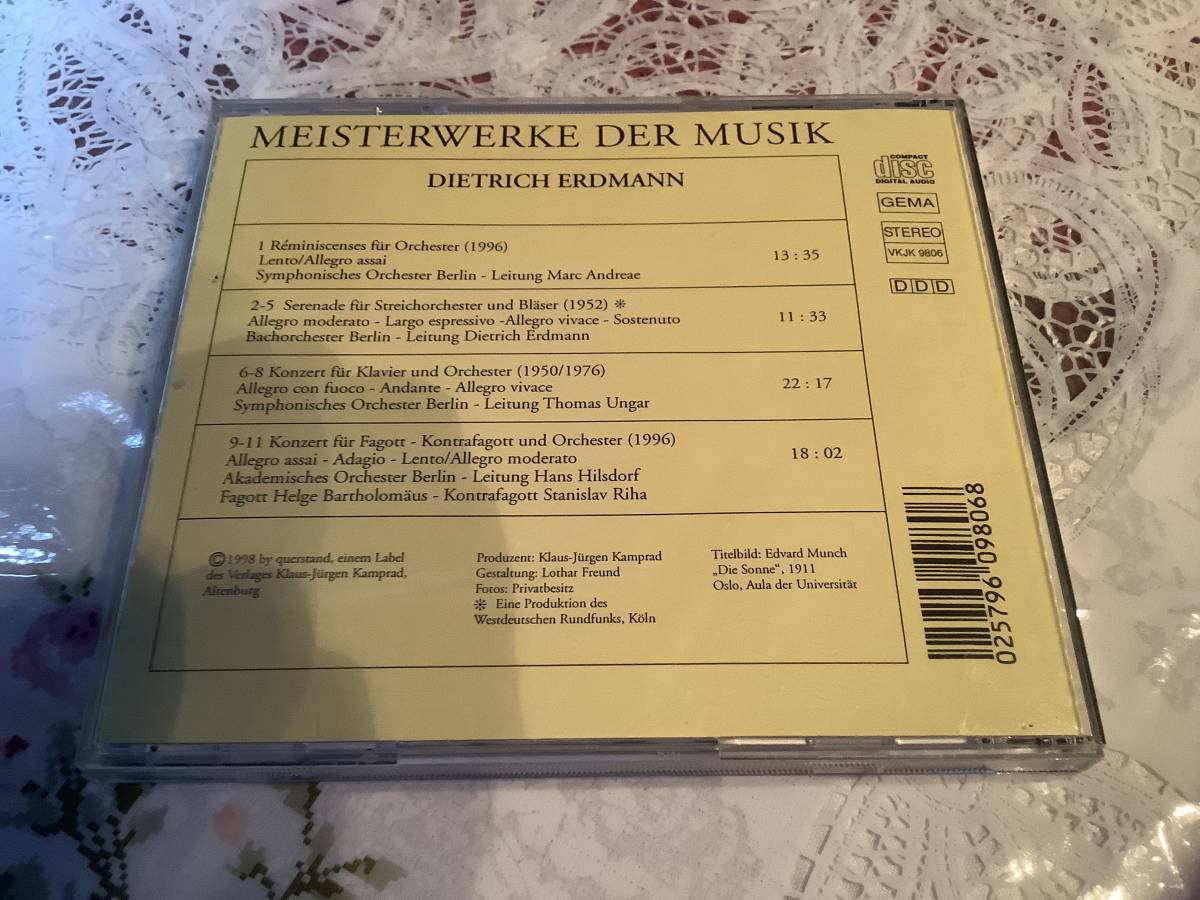 MEISTERWERKE DER MUSIK
DIETRICH ERDMANN
1 Réminiscenses für Orchester (1996)
Lento/Allegro assai
Symphonisches Orchester Berlin - Leitung Marc Andreae
13 : 35
2-5 Serenade für Streichorchester und Bläser (1952) ✻
Allegro moderato - Largo espressivo -Allegro vivace - Sostenuto
Bachorchester Berlin - Leitung Dietrich Erdmann
11 : 33
6-8 Konzert für Klavier und Orchester (1950/1976)
Allegro con fuoco - Andante - Allegro vivace
Symphonisches Orchester Berlin - Leitung Thomas Ungar
22 : 17
9-11 Konzert für Fagott - Kontrafagott und Orchester (1996)
Allegro assai - Adagio - Lento/Allegro moderato
Akademisches Orchester Berlin - Leitung Hans Hilsdorf
Fagott Helge Bartholomäus - Kontrafagott Stanislav Riha
18 : 02
©1998 by querstand, einem Label
des Verlages Klaus-Jürgen Kamprad,
Altenburg
Produzent: Klaus-Jürgen Kamprad
Gestaltung: Lothar Freund
Fotos: Privatbesitz
✻ Eine Produktion des
Westdeutschen Rundfunks, Köln
Titelbild: Edvard Munch
„Die Sonne“, 1911
Oslo, Aula der Universität
COMPACT
disc
DIGITAL AUDIO
GEMA
STEREO
VKJK 9806
DDD
025796 098068